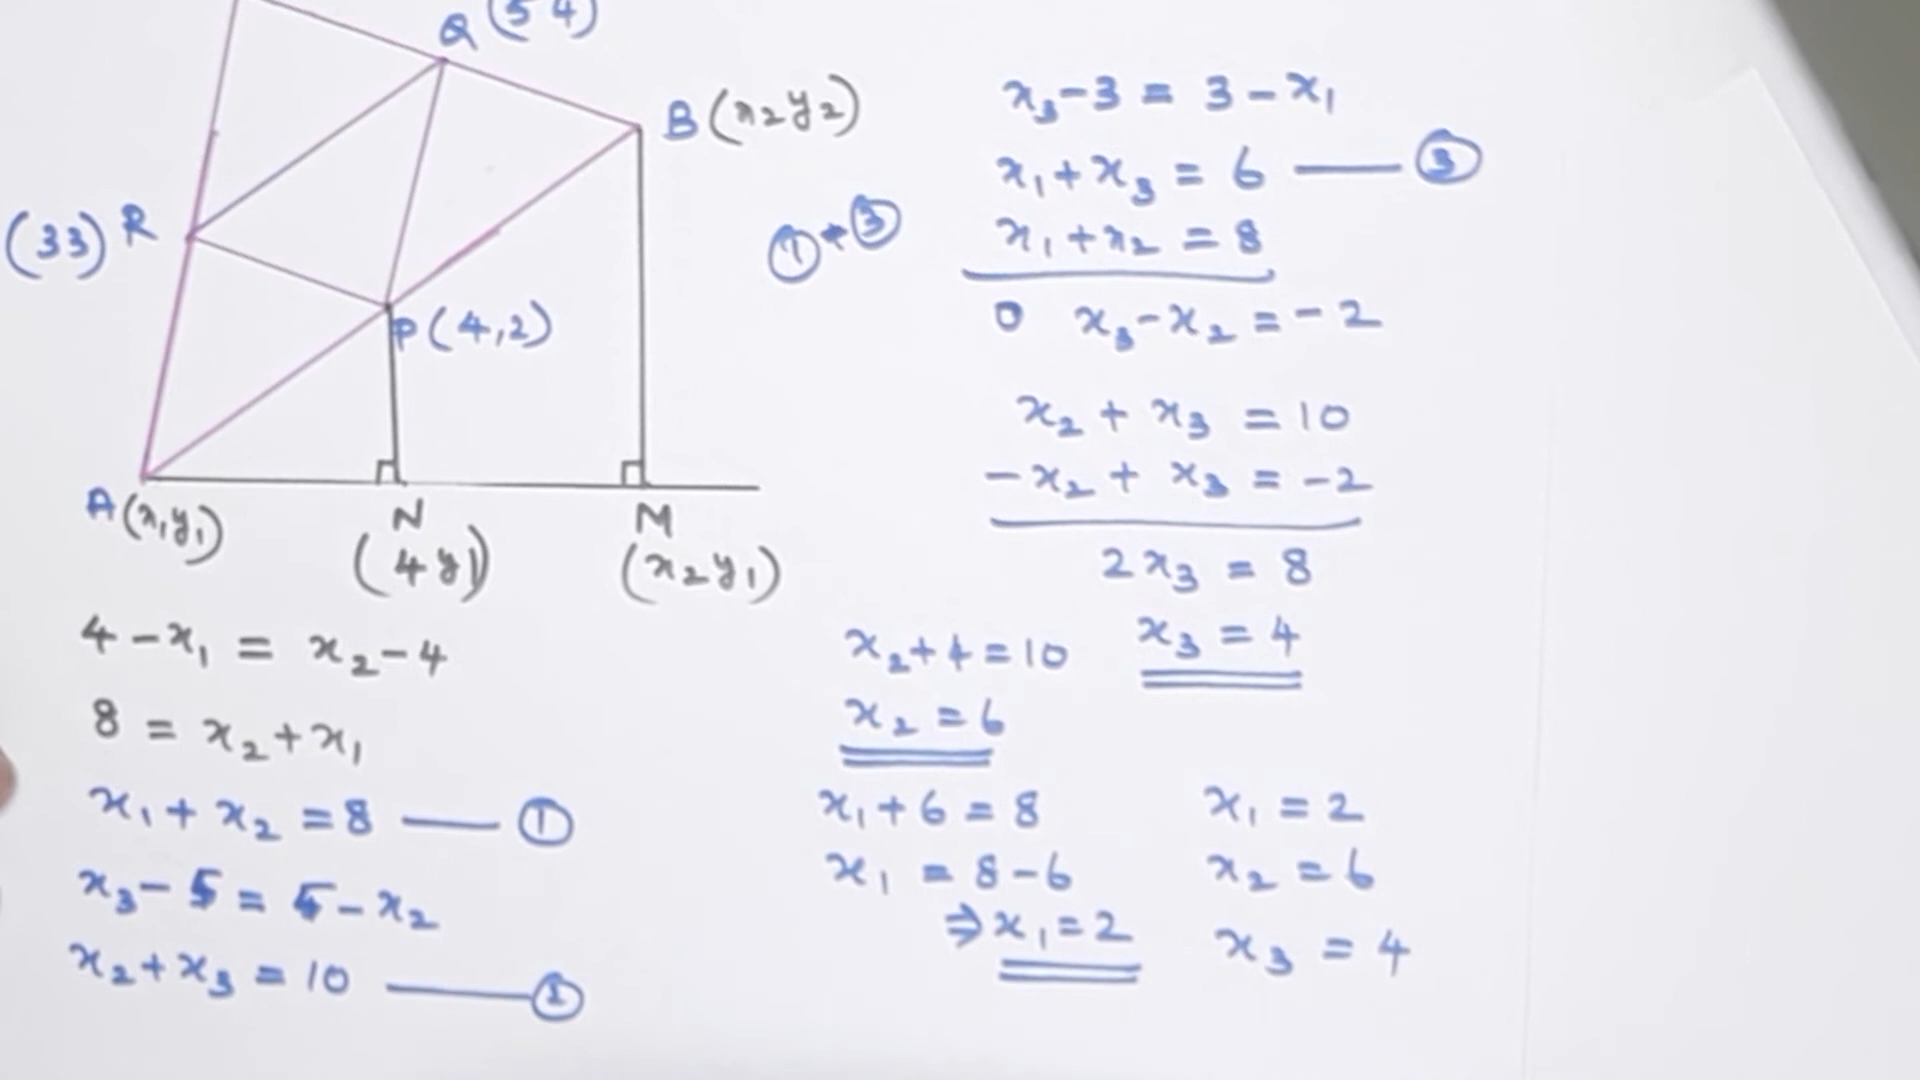 Q (5 4)
B (x₂ y₂)
(3 3) R
P (4,2)
A (x₁ y₁)
N
(4 y₁)
M
(x₂ y₁)
4 - x₁ = x₂ - 4
8 = x₂ + x₁
x₁ + x₂ = 8 —— ①
x₃ - 5 = 5 - x₂
x₂ + x₃ = 10 —— ②
x₃ - 3 = 3 - x₁
x₁ + x₃ = 6 —— ③
① ③
x₁ + x₂ = 8
0 x₃ - x₂ = -2
x₂ + x₃ = 10
- x₂ + x₃ = -2
2x₃ = 8
x₃ = 4
x₂ + 4 = 10
x₂ = 6
x₁ + 6 = 8
x₁ = 8 - 6
⇒ x₁ = 2
x₁ = 2
x₂ = 6
x₃ = 4